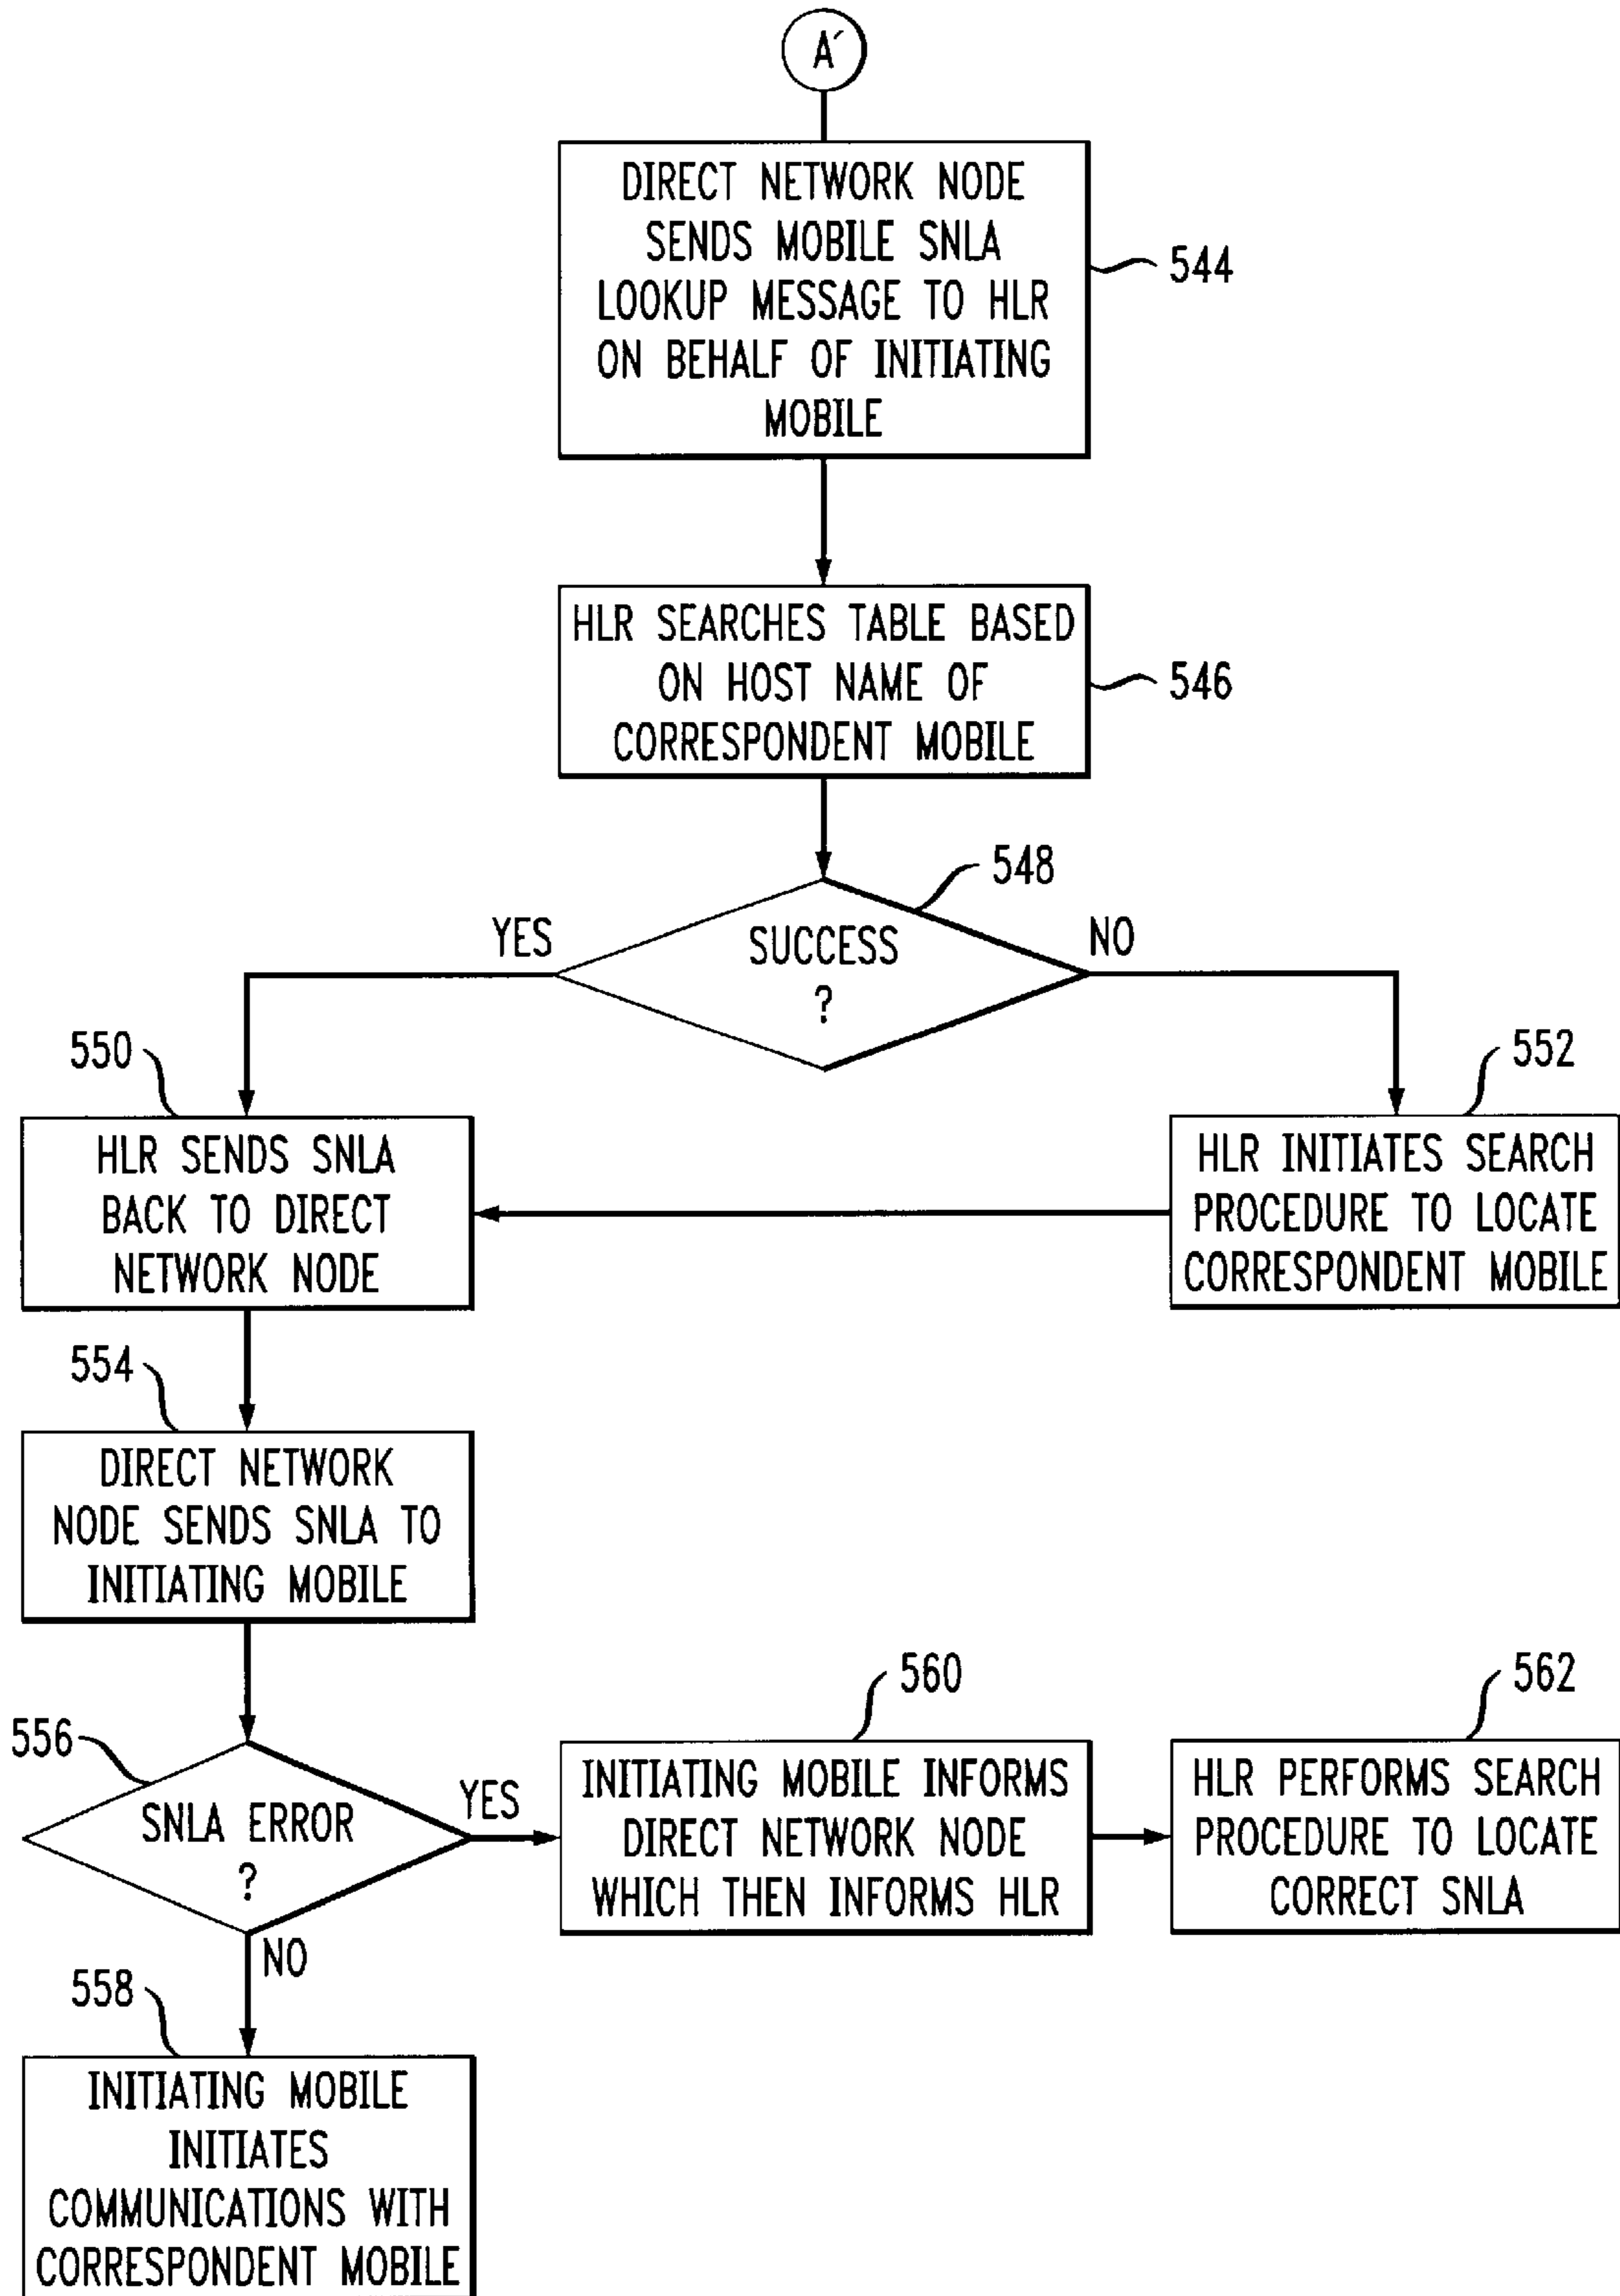 A´
DIRECT NETWORK NODE
SENDS MOBILE SNLA
LOOKUP MESSAGE TO HLR
ON BEHALF OF INITIATING
MOBILE
544
HLR SEARCHES TABLE BASED
ON HOST NAME OF
CORRESPONDENT MOBILE
546
548
YES
SUCCESS
?
NO
550
HLR SENDS SNLA
BACK TO DIRECT
NETWORK NODE
552
HLR INITIATES SEARCH
PROCEDURE TO LOCATE
CORRESPONDENT MOBILE
554
DIRECT NETWORK
NODE SENDS SNLA TO
INITIATING MOBILE
556
SNLA ERROR
?
YES
560
INITIATING MOBILE INFORMS
DIRECT NETWORK NODE
WHICH THEN INFORMS HLR
562
HLR PERFORMS SEARCH
PROCEDURE TO LOCATE
CORRECT SNLA
NO
558
INITIATING MOBILE
INITIATES
COMMUNICATIONS WITH
CORRESPONDENT MOBILE